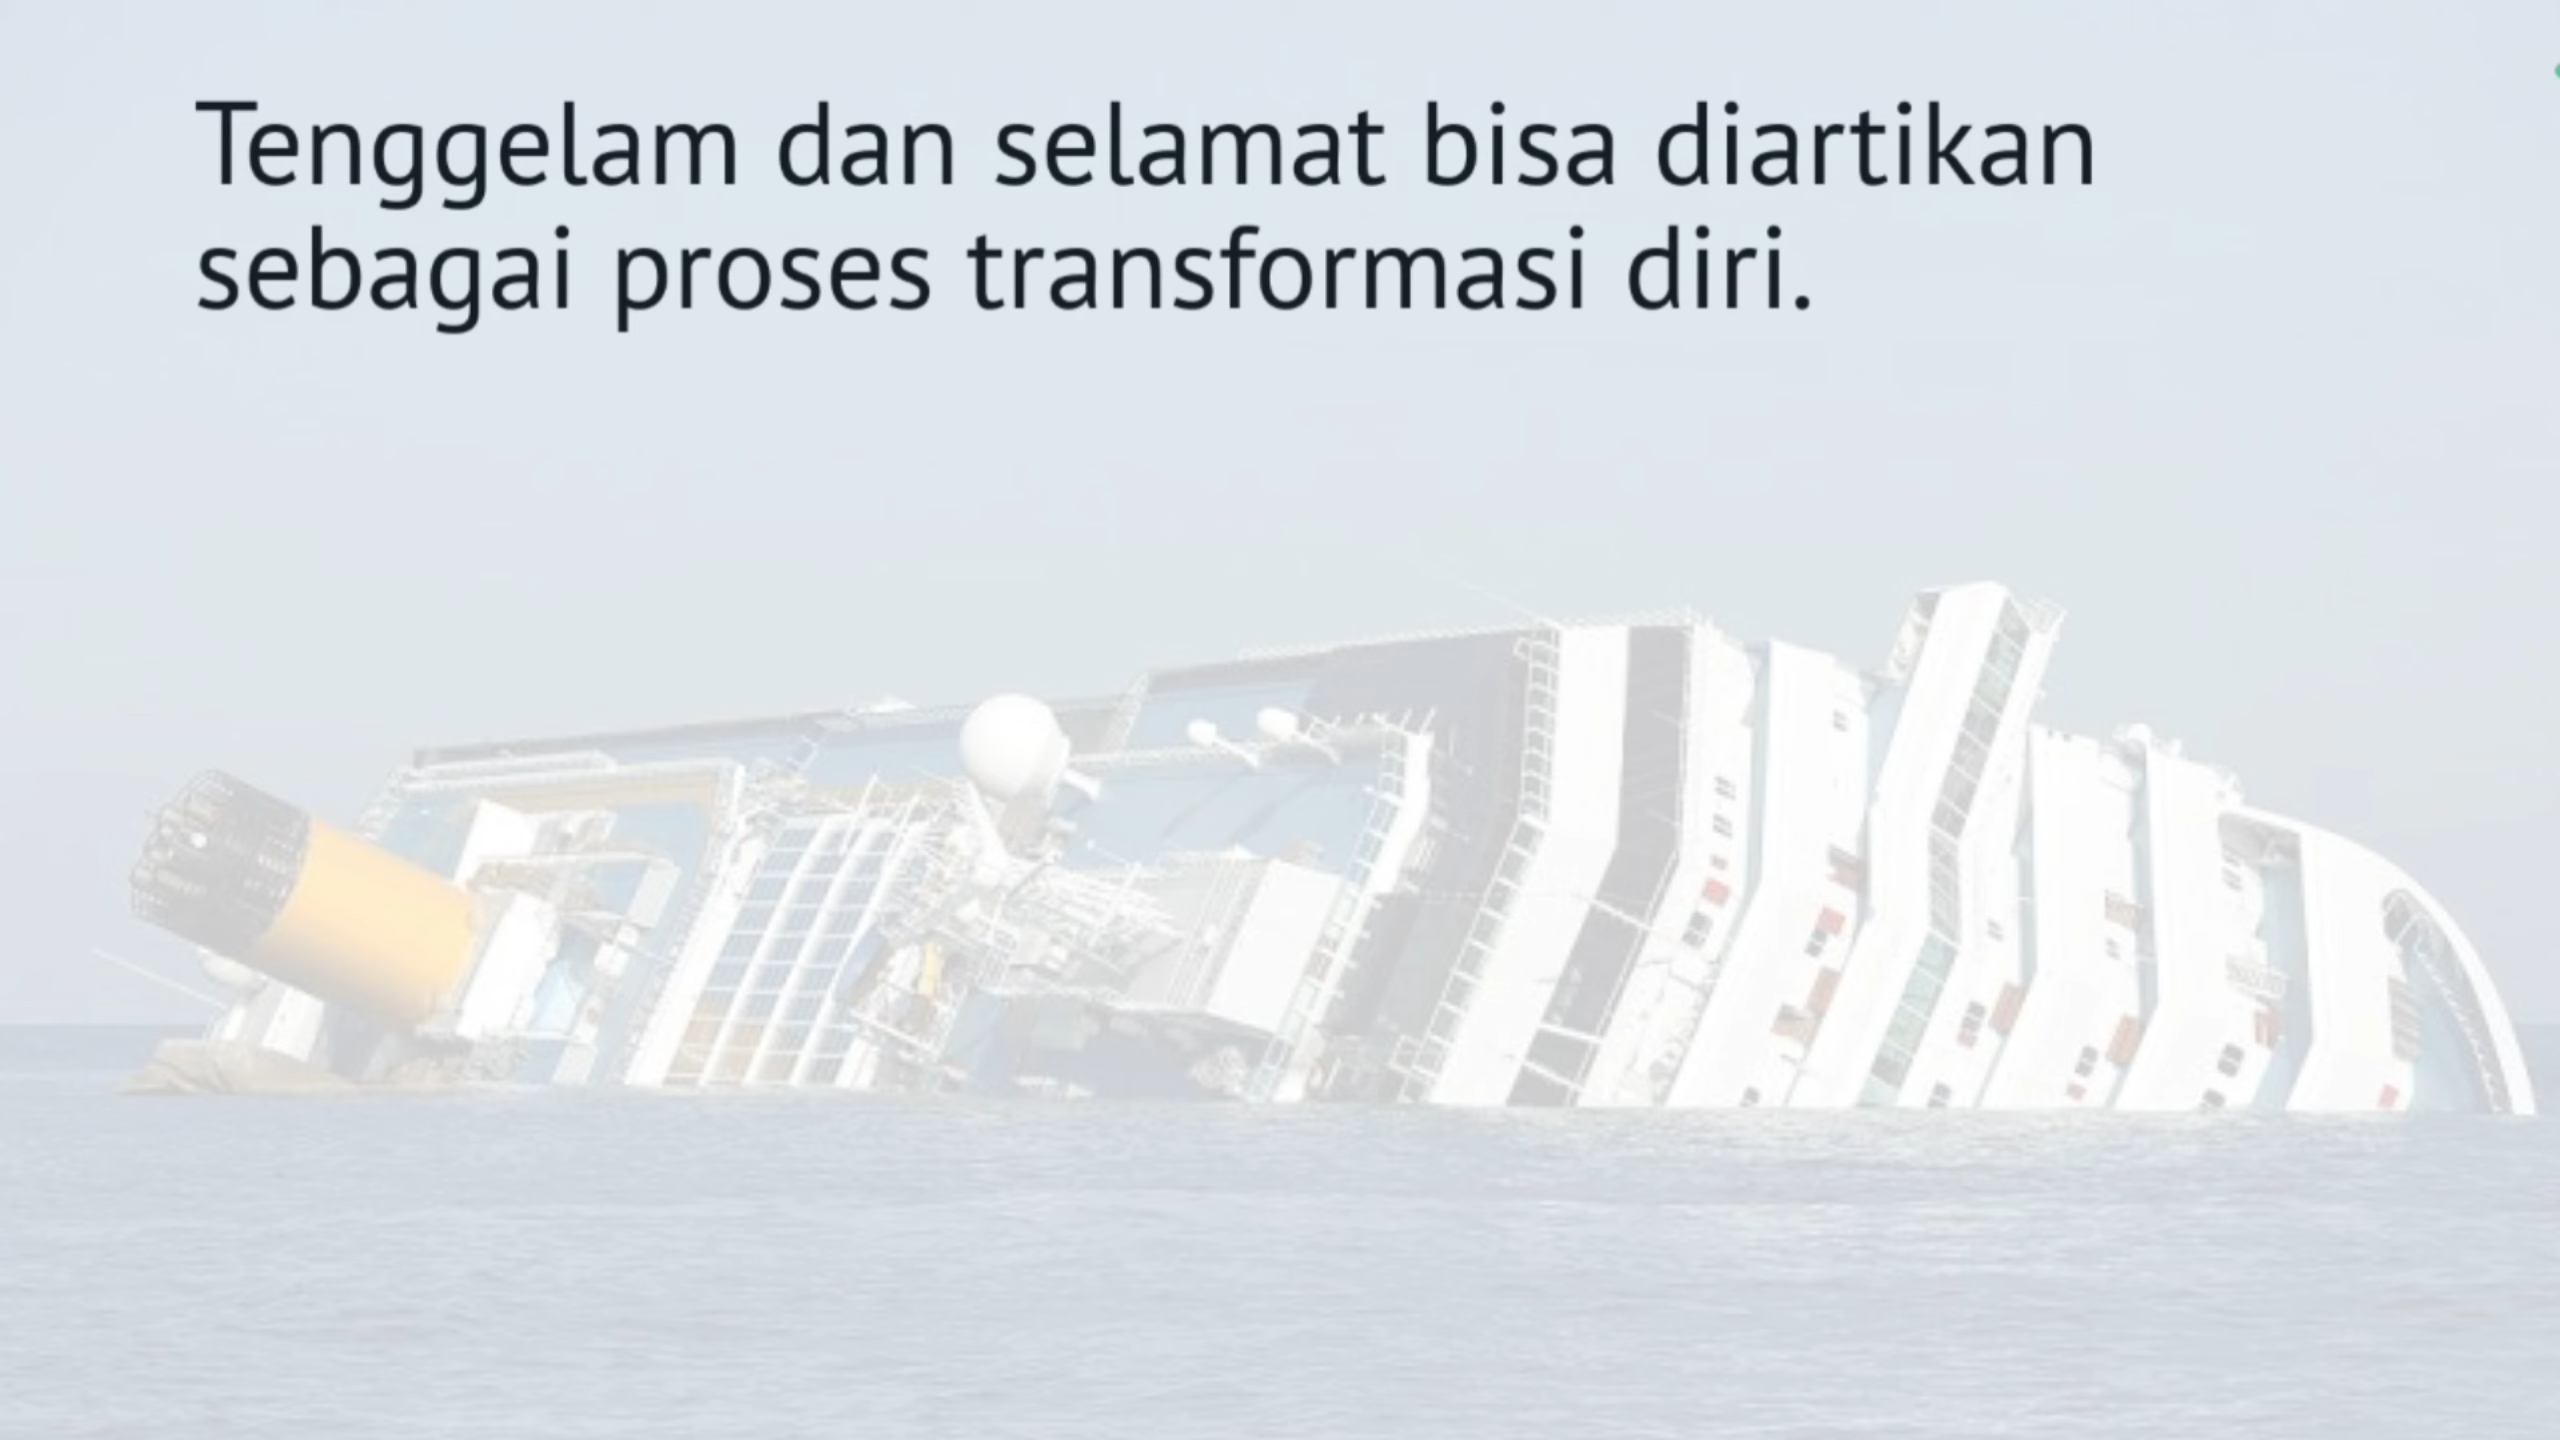 Tenggelam dan selamat bisa diartikan
sebagai proses transformasi diri.